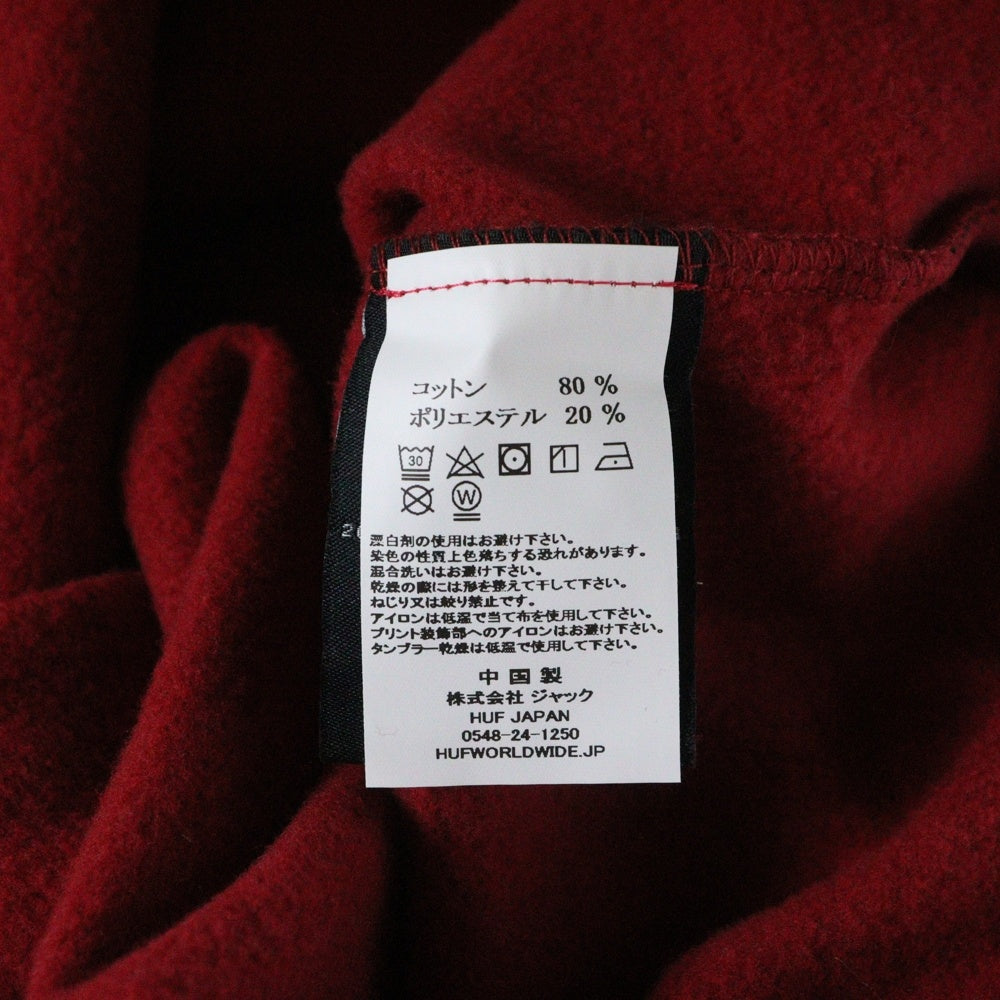 コットン 80 %
ポリエステル 20 %
30
W
漂白剤の使用はお避け下さい。
染色の性質上色落ちする恐れがあります。
混合洗いはお避け下さい。
乾燥の際には形を整えて干して下さい。
ねじり又は絞り禁止です。
アイロンは低温で当て布を使用して下さい。
プリント装飾部へのアイロンはお避け下さい。
タンブラー乾燥は低温で使用して下さい。
中国製
株式会社 ジャック
HUF JAPAN
0548-24-1250
HUFWORLDWIDE.JP